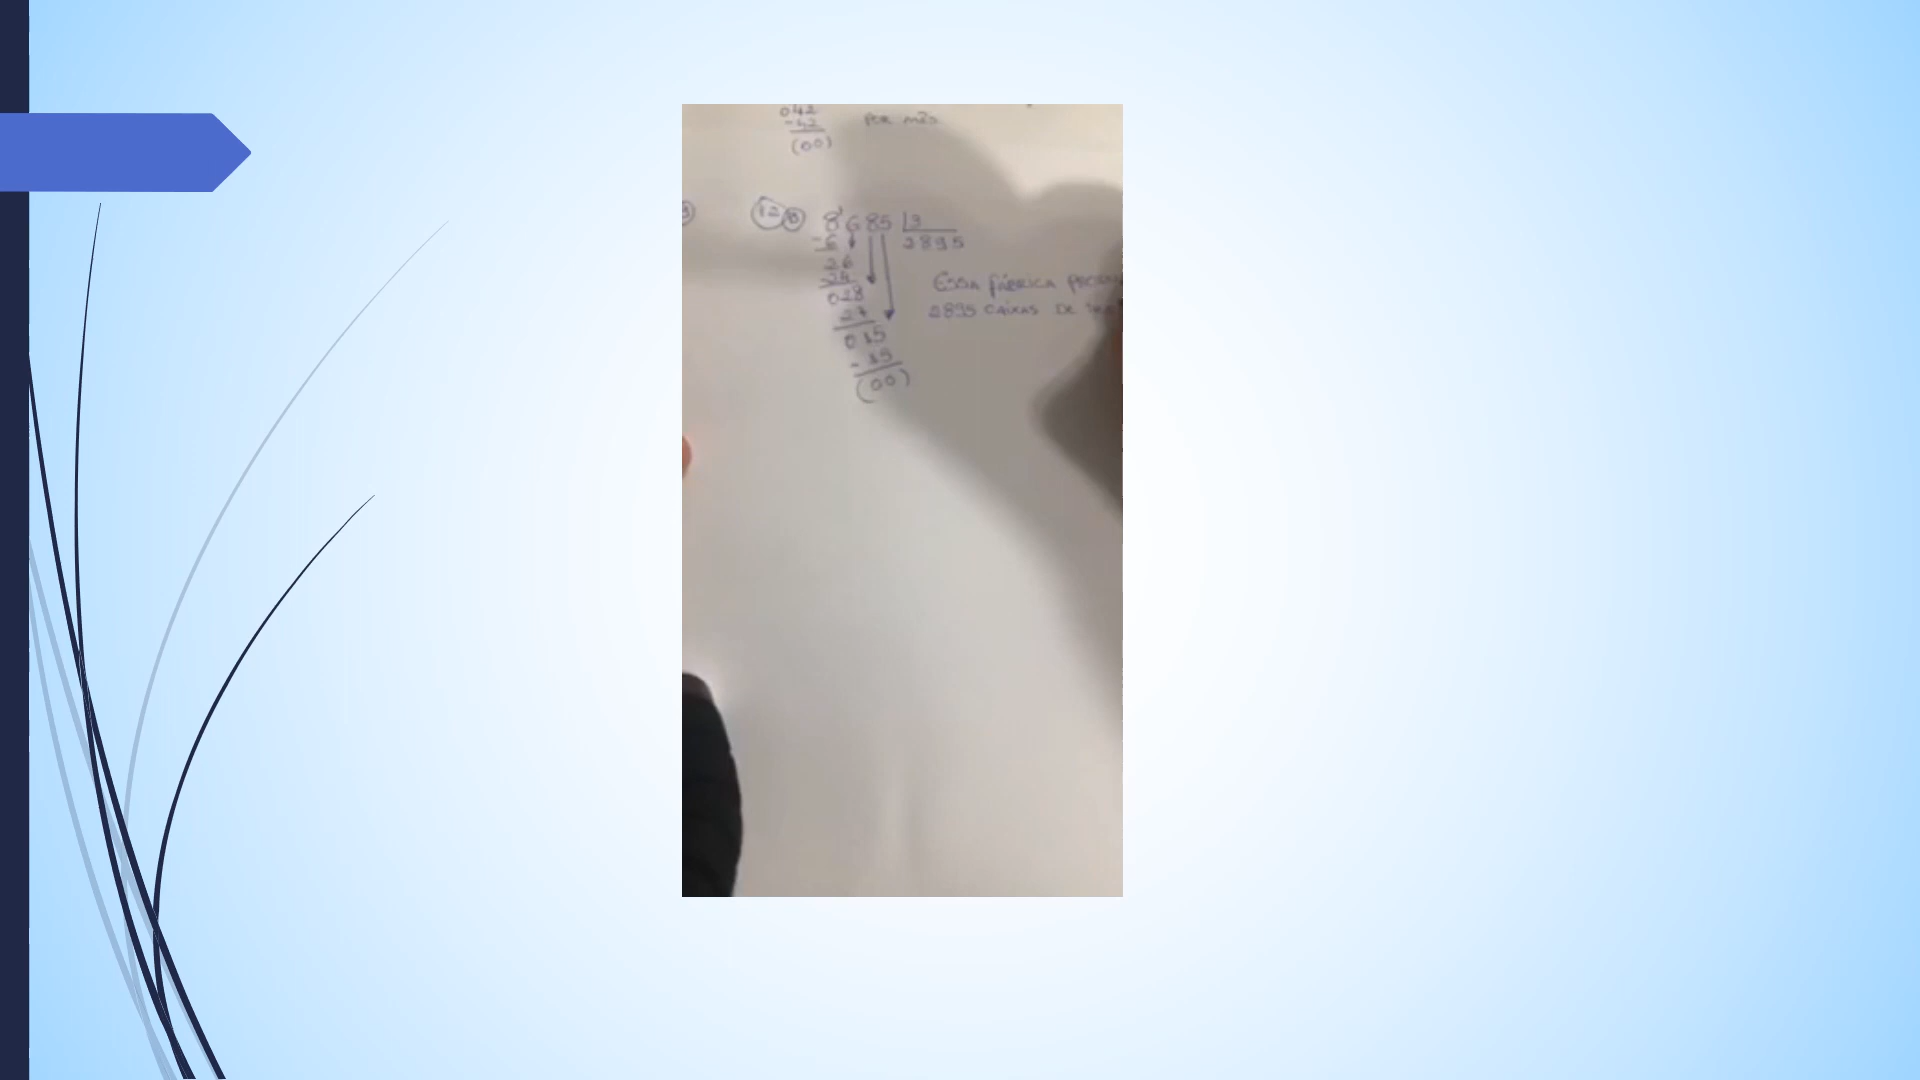 042
-42
(00)
POR MÊS
12 B 8685 |3
-6 2895
26
24
028
27
015
-15
(00)
ESSA FÁBRICA
2895 CAIXAS DE